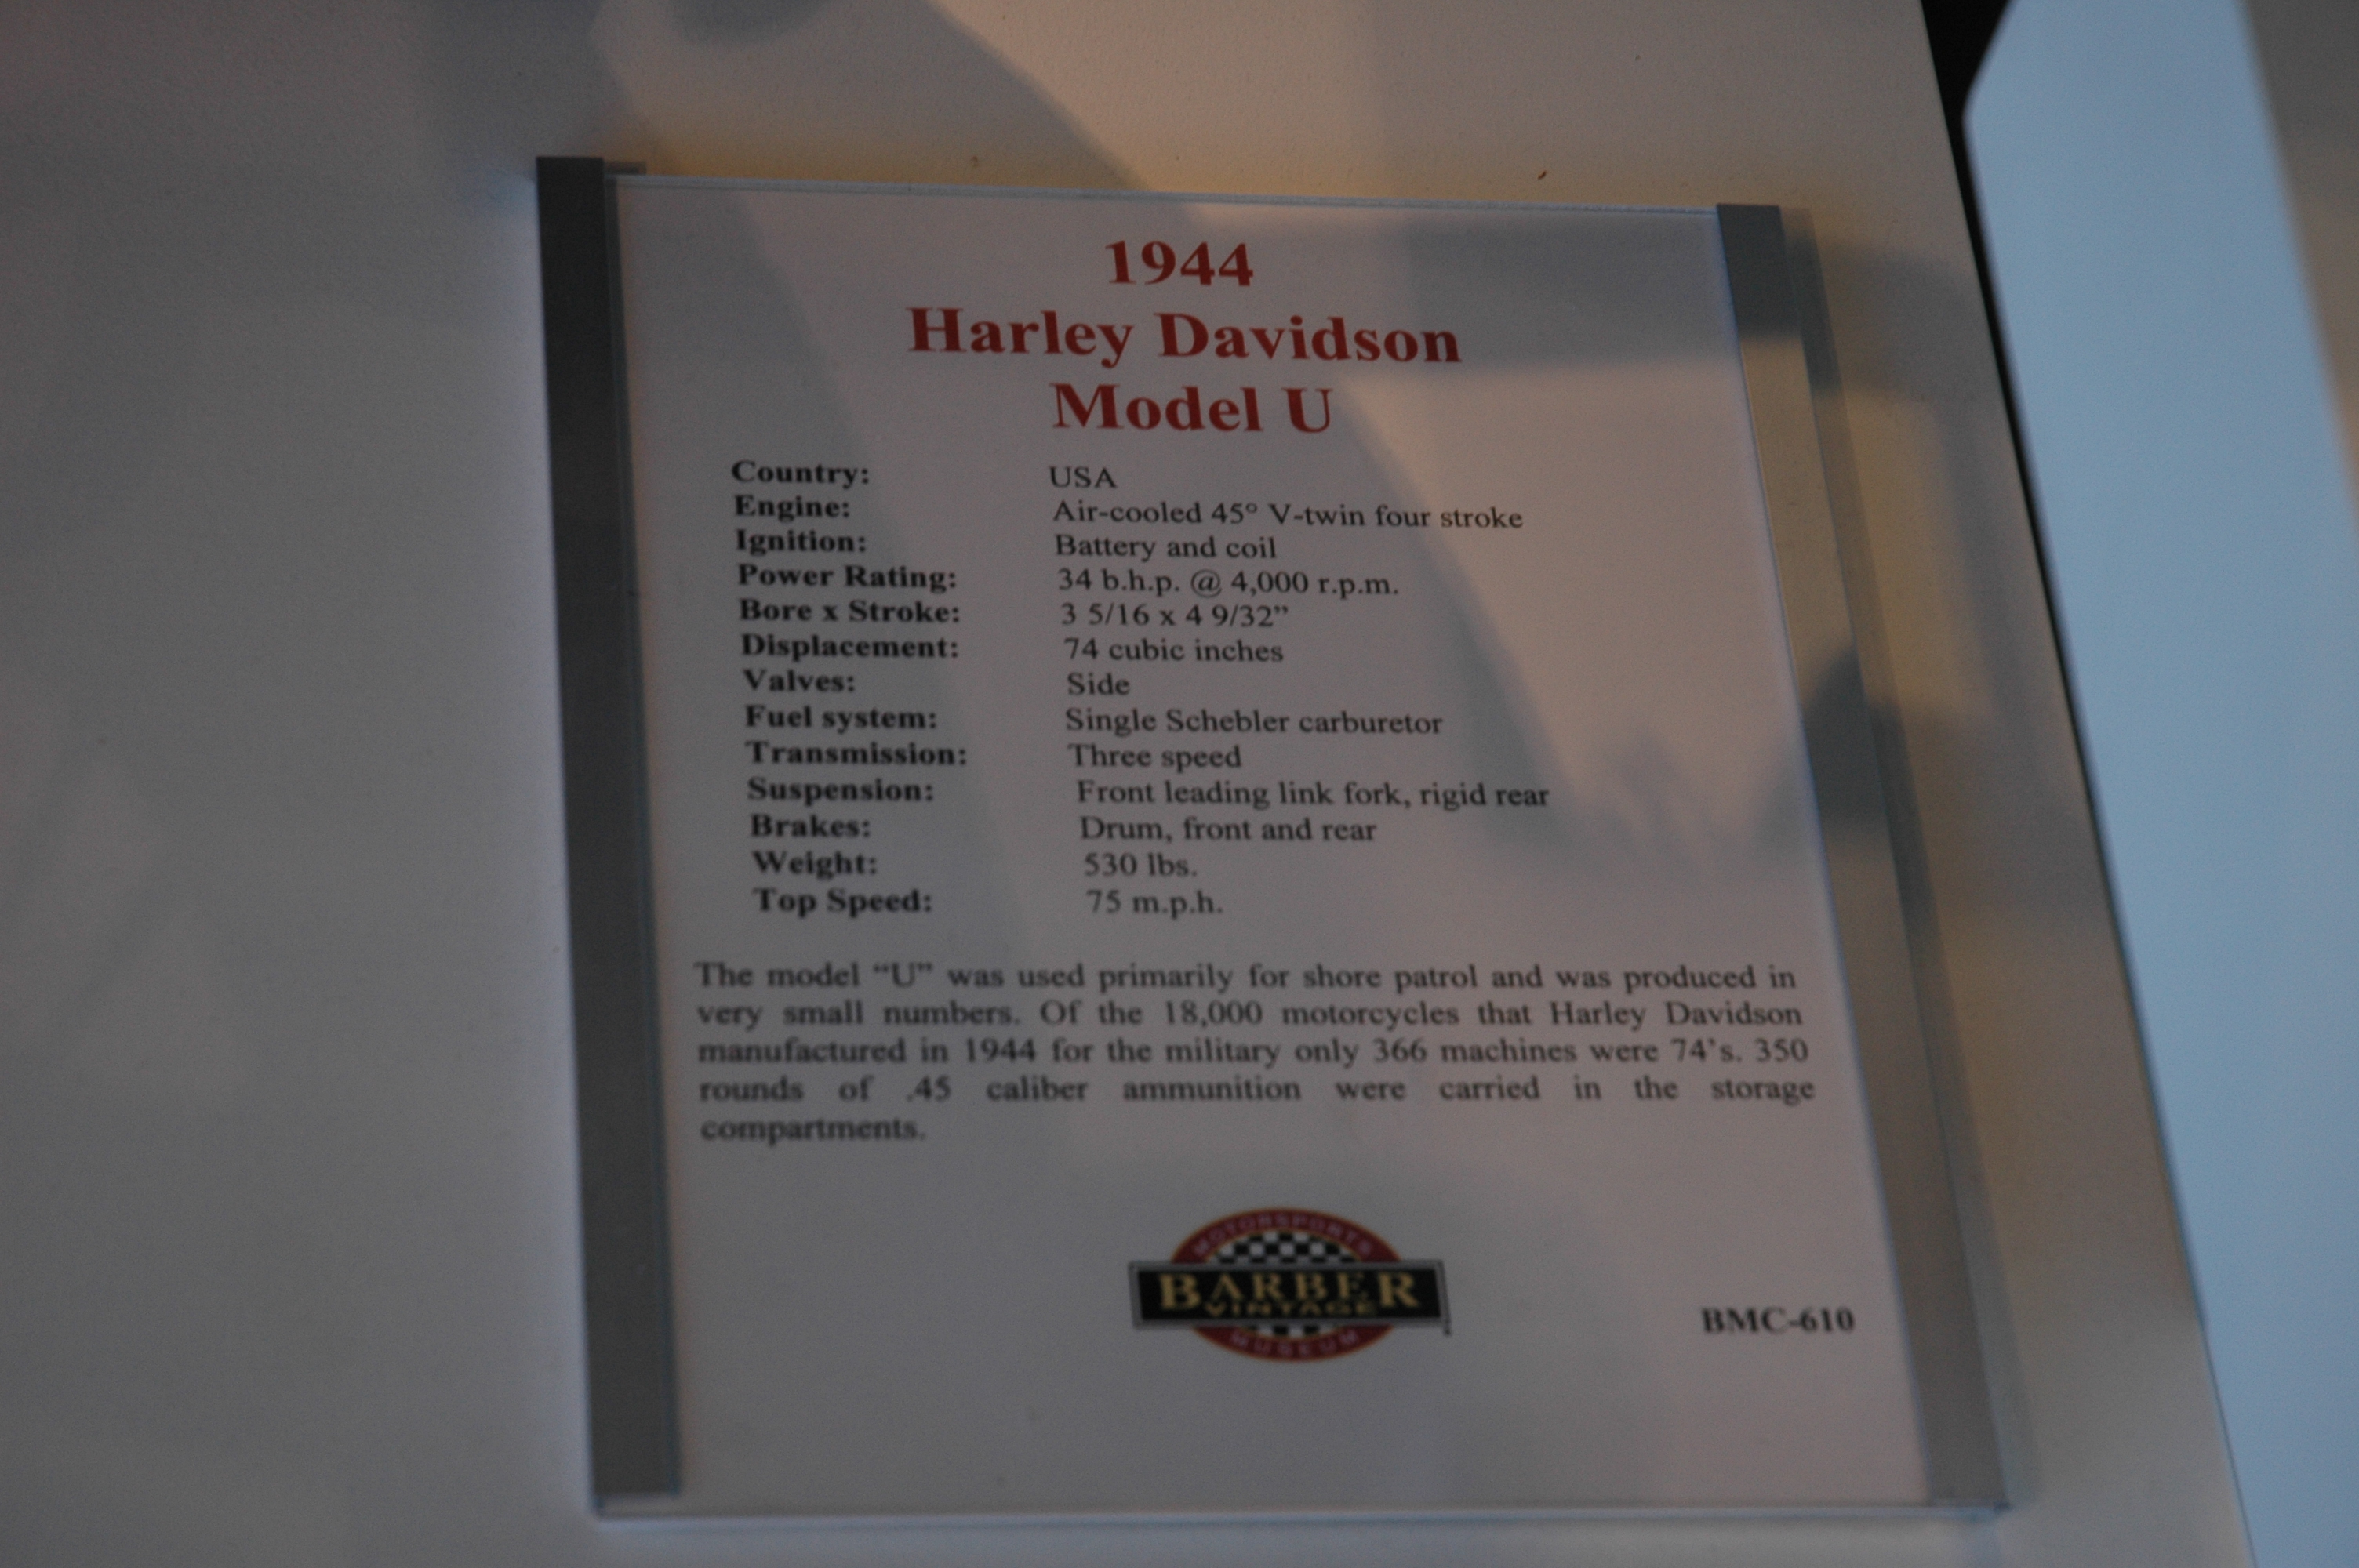 1944
Harley Davidson
Model U
Country: USA
Engine: Air-cooled 45° V-twin four stroke
Ignition: Battery and coil
Power Rating: 34 b.h.p. @ 4,000 r.p.m.
Bore x Stroke: 3 5/16 x 4 9/32”
Displacement: 74 cubic inches
Valves: Side
Fuel system: Single Schebler carburetor
Transmission: Three speed
Suspension: Front leading link fork, rigid rear
Brakes: Drum, front and rear
Weight: 530 lbs.
Top Speed: 75 m.p.h.
The model “U” was used primarily for shore patrol and was produced in
very small numbers. Of the 18,000 motorcycles that Harley Davidson
manufactured in 1944 for the military only 366 machines were 74’s. 350
rounds of .45 caliber ammunition were carried in the storage
compartments.
MOTORSPORTS
BARBER
VINTAGE
MUSEUM
BMC-610